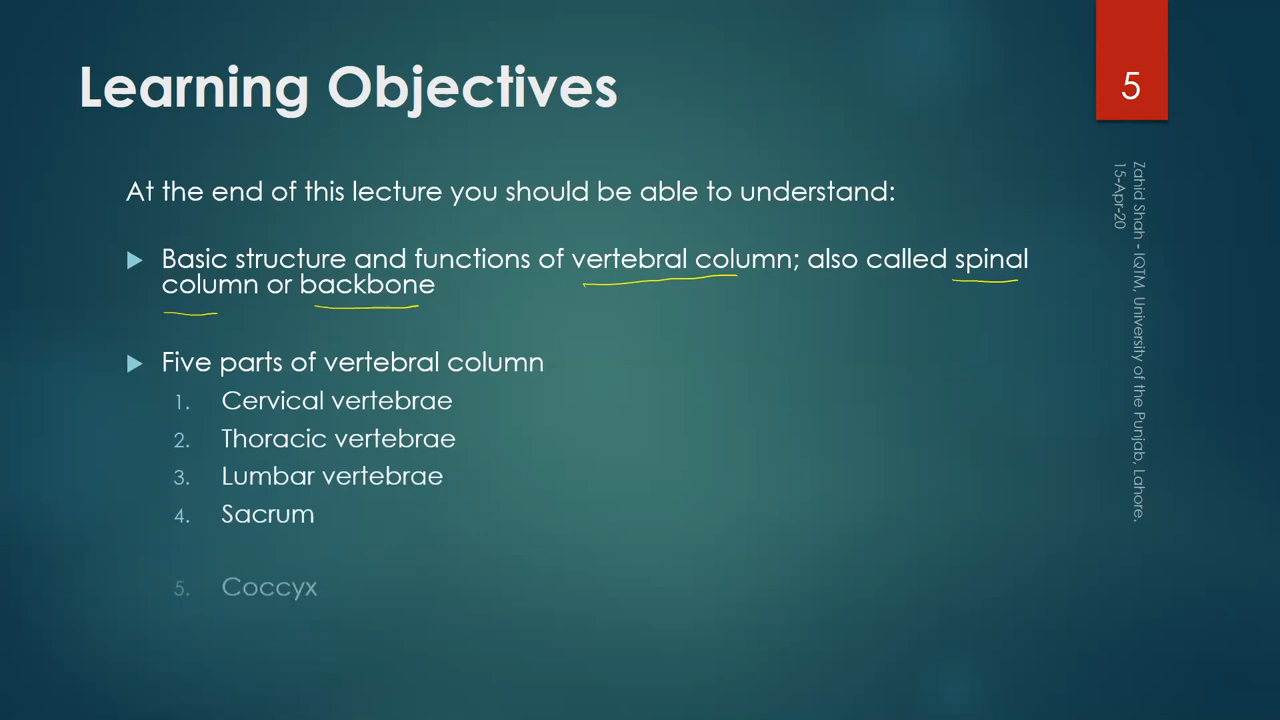 Learning Objectives
5
At the end of this lecture you should be able to understand:
Basic structure and functions of vertebral column; also called spinal
column or backbone
Five parts of vertebral column
1. Cervical vertebrae
2. Thoracic vertebrae
3. Lumbar vertebrae
4. Sacrum
5. Coccyx
Zahid Shah - IQTM, University of the Punjab, Lahore.
15-Apr-20